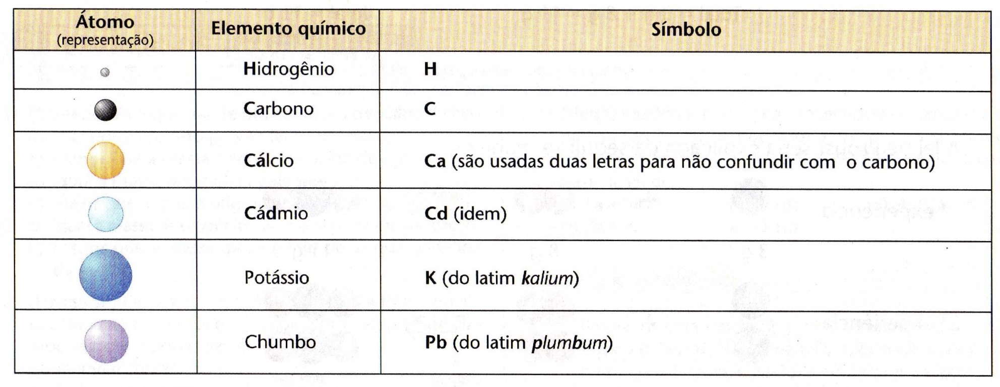 Átomo
(representação)
Elemento químico
Símbolo
Hidrogênio
H
Carbono
C
Cálcio
Ca (são usadas duas letras para não confundir com o carbono)
Cádmio
Cd (idem)
Potássio
K (do latim kalium)
Chumbo
Pb (do latim plumbum)